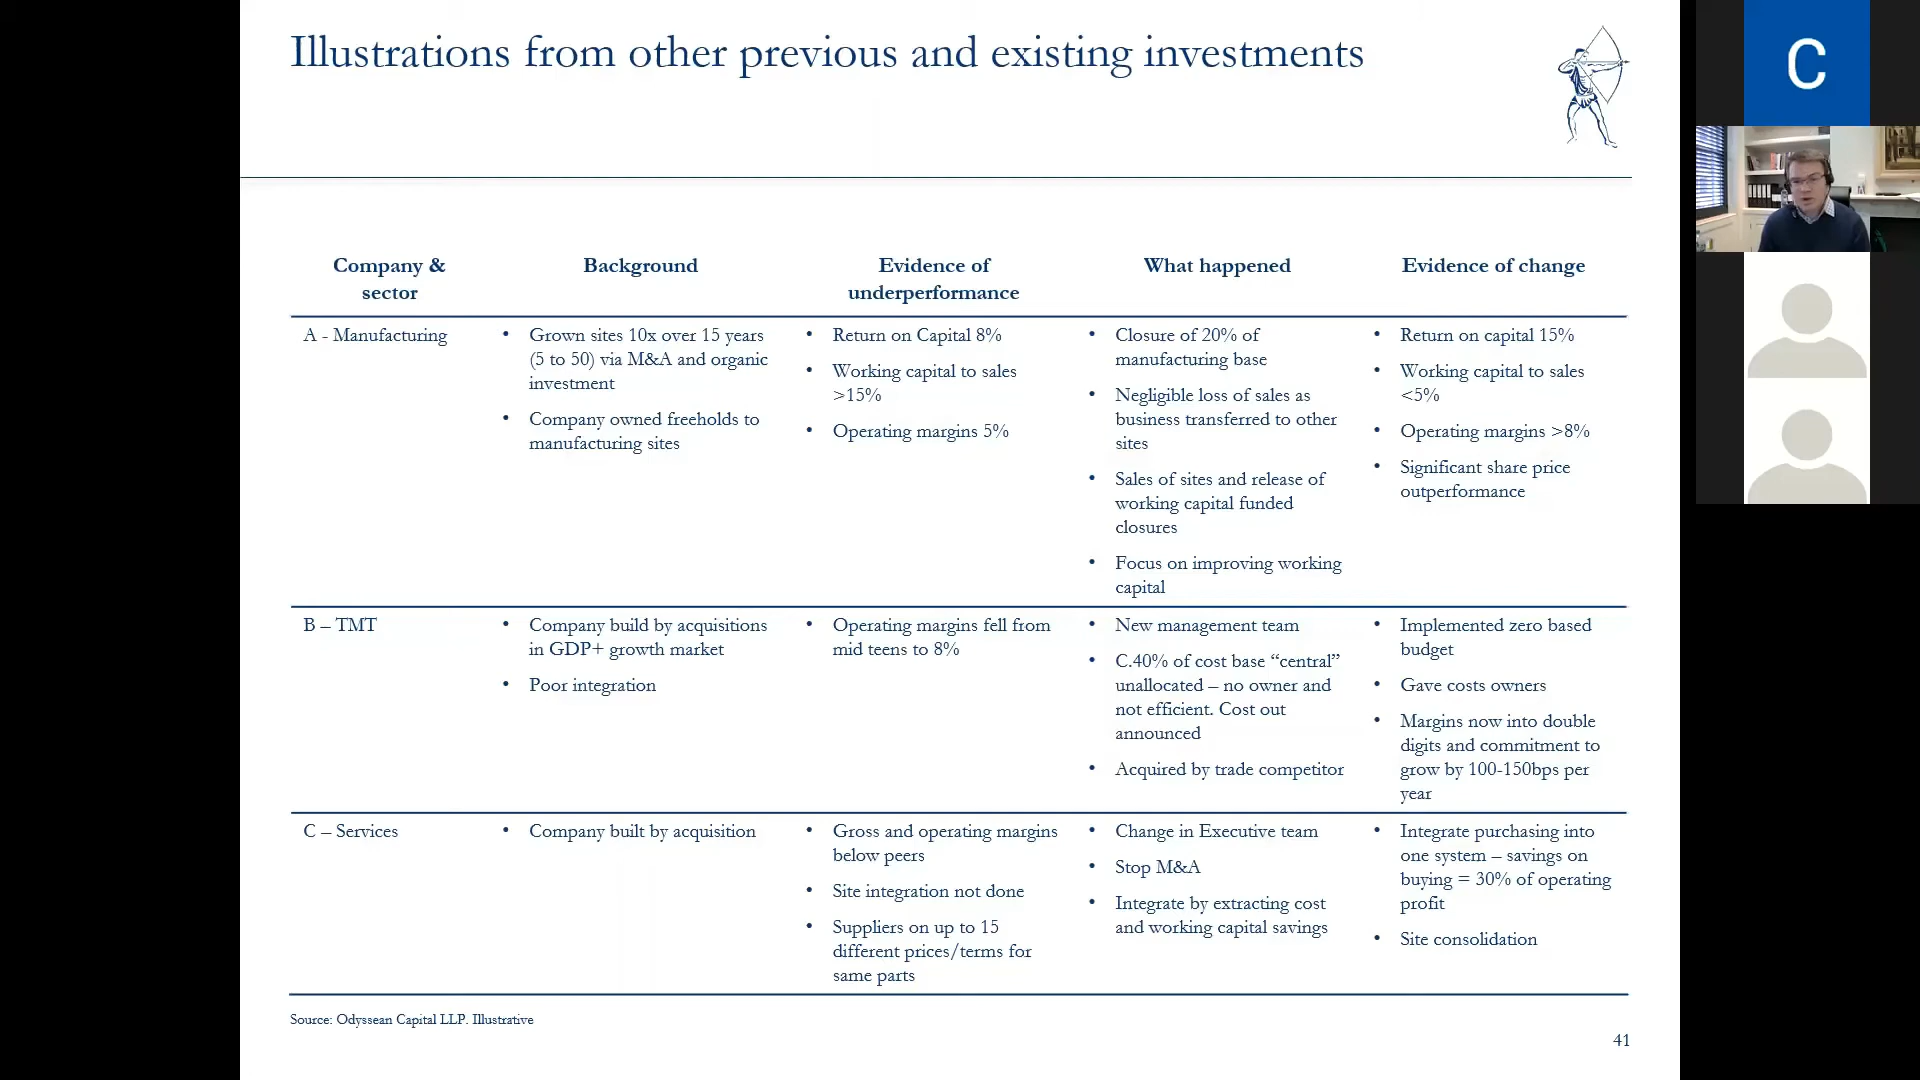 Illustrations from other previous and existing investments
C
Company &
sector
Background
Evidence of
underperformance
What happened
Evidence of change
A - Manufacturing
• Grown sites 10x over 15 years
(5 to 50) via M&A and organic
investment
• Company owned freeholds to
manufacturing sites
• Return on Capital 8%
• Working capital to sales
>15%
• Operating margins 5%
• Closure of 20% of
manufacturing base
• Negligible loss of sales as
business transferred to other
sites
• Sales of sites and release of
working capital funded
closures
• Focus on improving working
capital
• Return on capital 15%
• Working capital to sales
<5%
• Operating margins >8%
• Significant share price
outperformance
B – TMT
• Company build by acquisitions
in GDP+ growth market
• Poor integration
• Operating margins fell from
mid teens to 8%
• New management team
• C.40% of cost base “central”
unallocated – no owner and
not efficient. Cost out
announced
• Acquired by trade competitor
• Implemented zero based
budget
• Gave costs owners
• Margins now into double
digits and commitment to
grow by 100-150bps per
year
C – Services
• Company built by acquisition
• Gross and operating margins
below peers
• Site integration not done
• Suppliers on up to 15
different prices/terms for
same parts
• Change in Executive team
• Stop M&A
• Integrate by extracting cost
and working capital savings
• Integrate purchasing into
one system – savings on
buying = 30% of operating
profit
• Site consolidation
Source: Odyssean Capital LLP. Illustrative
41